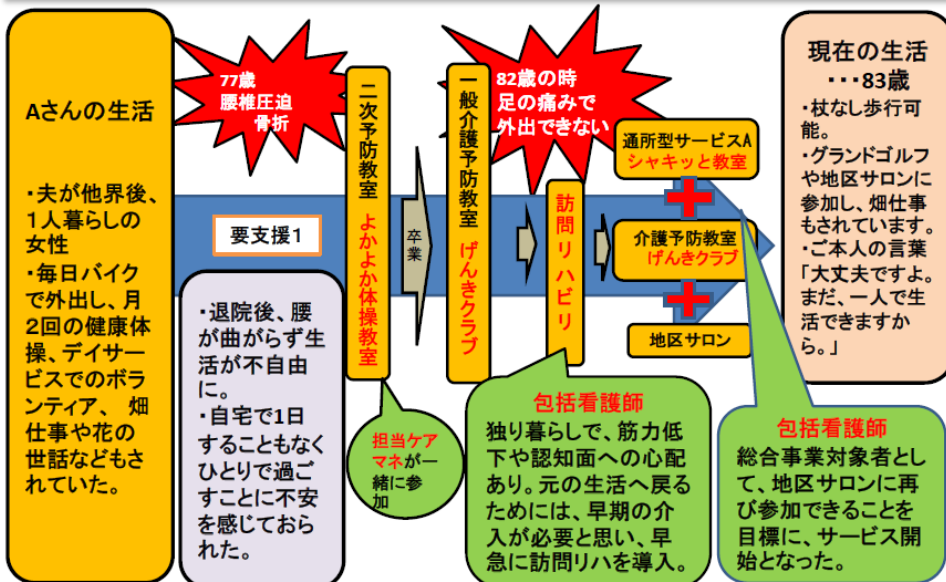 Aさんの生活
・夫が他界後、
1人暮らしの
女性
・毎日バイク
で外出し、月
2回の健康体
操、デイサー
ビスでのボラ
ンティア、 畑
仕事や花の
世話などもさ
れていた。
77歳
腰椎圧迫
骨折
要支援1
・退院後、腰
が曲がらず生
活が不自由
に。
・自宅で1日
することもなく
ひとりで過ご
すことに不安
を感じておら
れた。
二次予防教室 よかよか体操教室
担当ケア
マネが一
緒に参
加
卒業
一般介護予防教室 げんきクラブ
82歳の時
足の痛みで
外出できない
訪問リハビリ
包括看護師
独り暮らしで、筋力低
下や認知面への心配
あり。元の生活へ戻る
ためには、早期の介
入が必要と思い、早
急に訪問リハを導入。
通所型サービスA
シャキッと教室
介護予防教室
げんきクラブ
地区サロン
包括看護師
総合事業対象者とし
て、地区サロンに再
び参加できることを
目標に、サービス開
始となった。
現在の生活
・・・83歳
・杖なし歩行可
能。
・グランドゴルフ
や地区サロンに
参加し、畑仕事
もされています。
・ご本人の言葉
「大丈夫ですよ。
まだ、一人で生
活できますか
ら。」